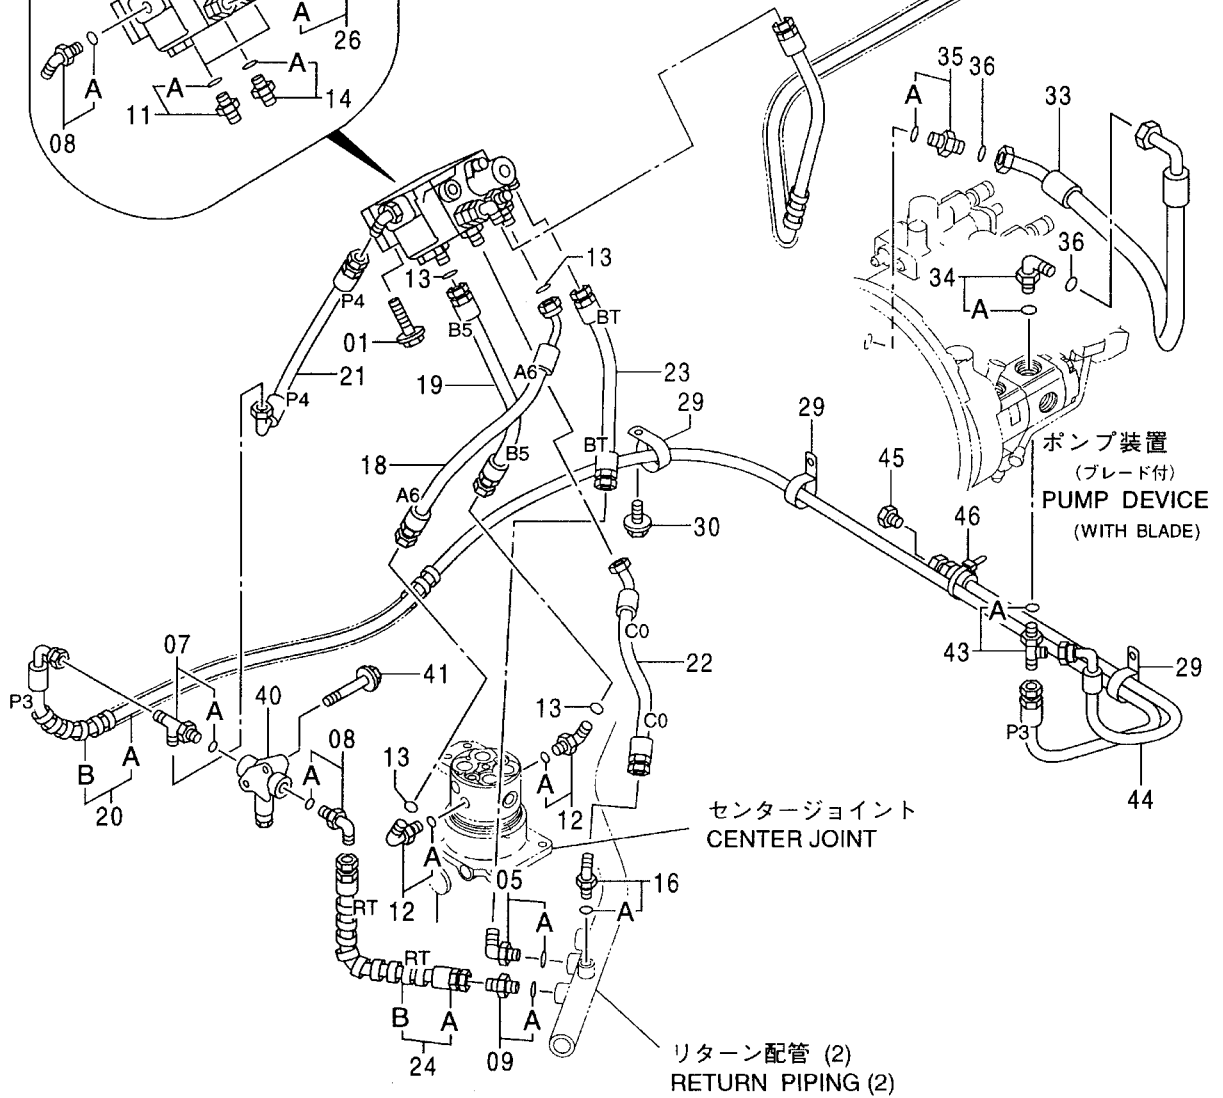 A
26
A
A
A
11
14
08
35
36
A
33
36
34
A
13
13
P4
B5
BT
01
21
P4
19
A6
23
29
29
18
B5
BT
A6
45
ポンプ装置
(ブレード付)
PUMP DEVICE
(WITH BLADE)
30
46
A
43
07
CO
22
29
P3
40
41
A
13
CO
P3
08
B
A
20
A
13
A
12
44
センタージョイント
CENTER JOINT
A
12
05
16
A
A
RT
RT
B
A
24
A
09
リターン配管 (2)
RETURN PIPING (2)